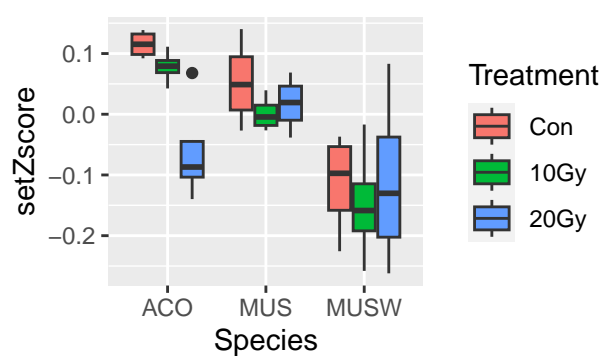 0.1
0.0
−0.1
−0.2
setZscore
ACO MUS MUSW
Species
Treatment
Con
10Gy
20Gy